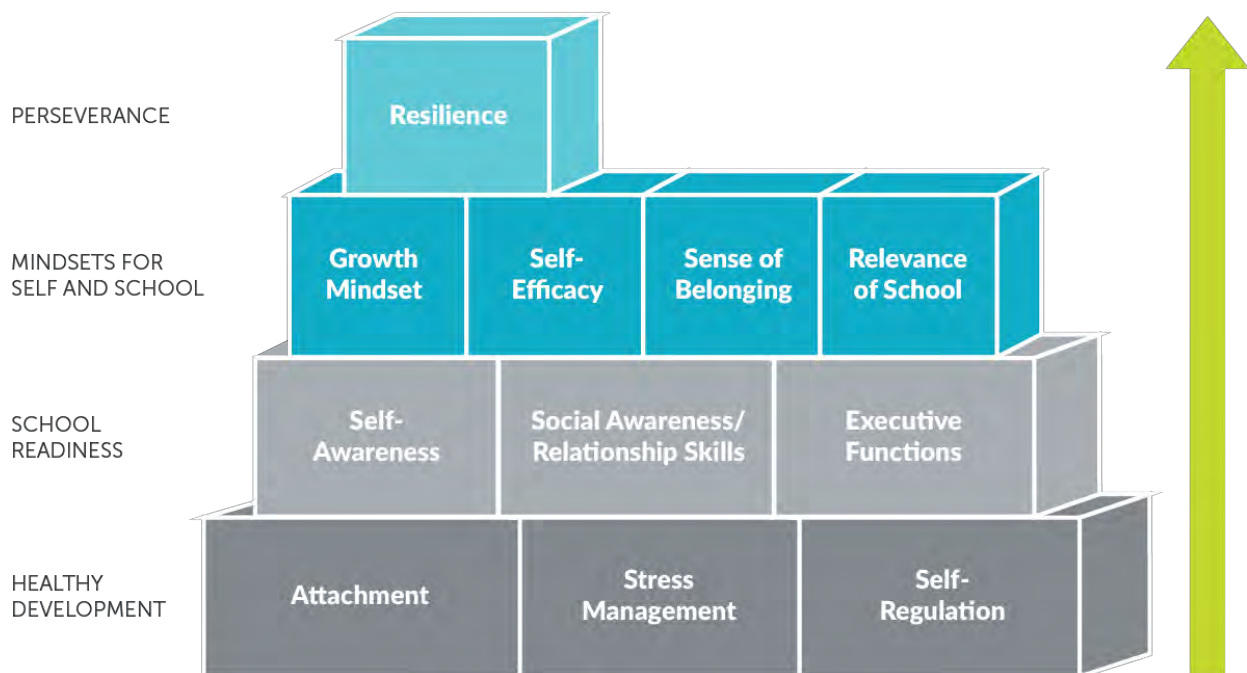 PERSEVERANCE
Resilience
MINDSETS FOR
SELF AND SCHOOL
Growth
Mindset
Self-
Efficacy
Sense of
Belonging
Relevance
of School
SCHOOL
READINESS
Self-
Awareness
Social Awareness/
Relationship Skills
Executive
Functions
HEALTHY
DEVELOPMENT
Attachment
Stress
Management
Self-
Regulation